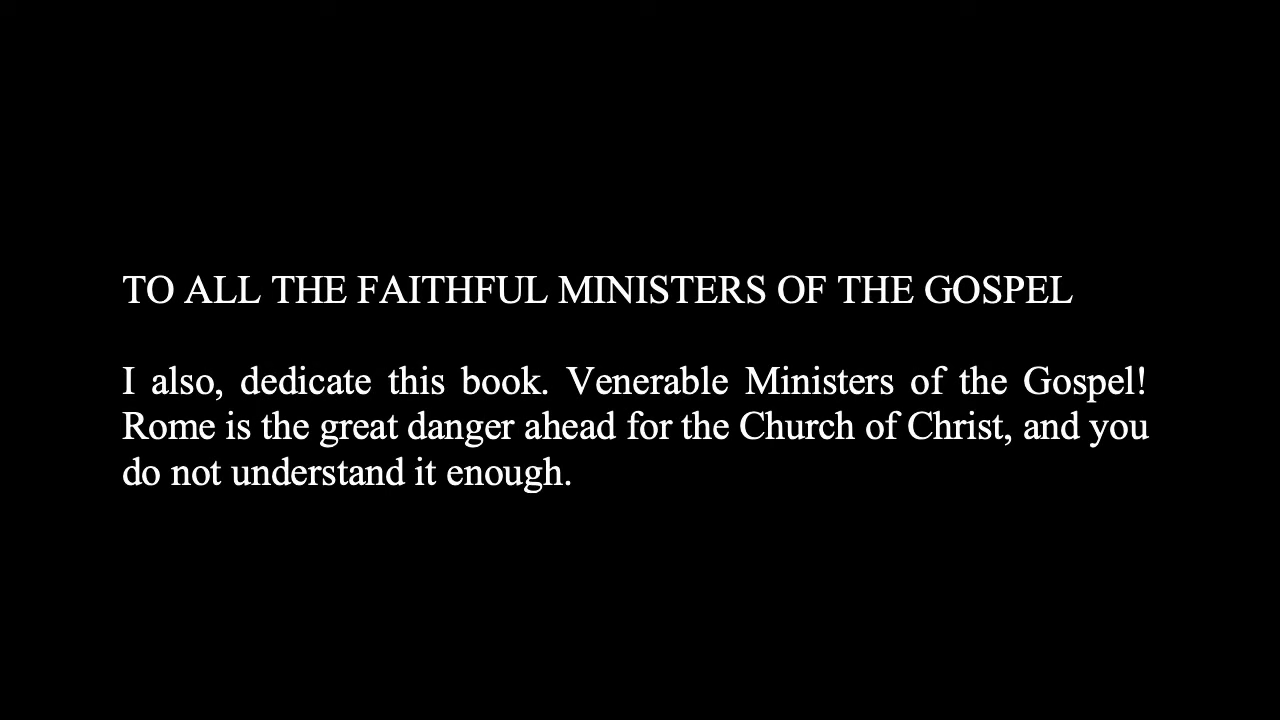 TO ALL THE FAITHFUL MINISTERS OF THE GOSPEL
I also, dedicate this book. Venerable Ministers of the Gospel!
Rome is the great danger ahead for the Church of Christ, and you
do not understand it enough.